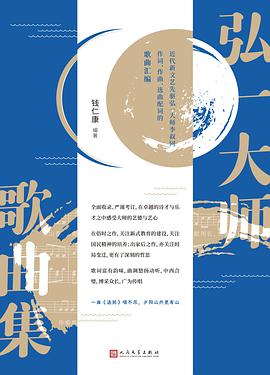 弘一大师
歌曲集
近代新文艺先驱弘一大师李叔同
作词、作曲、选曲配词的
歌曲汇编
钱仁康
编著
全面收录，严谨考订，在卓越的诗才与乐
才之中感受大师的艺德与艺心
在俗时之作，关注新式教育的建设，关注
国民精神的培养；出家后之作，亦关注时
局变迁，更有了深刻的哲思
歌词富有韵味，曲调悠扬动听，中西合
璧，博采众长，广为传唱
一曲《送别》唱不尽，夕阳山外更有山
人民文学出版社